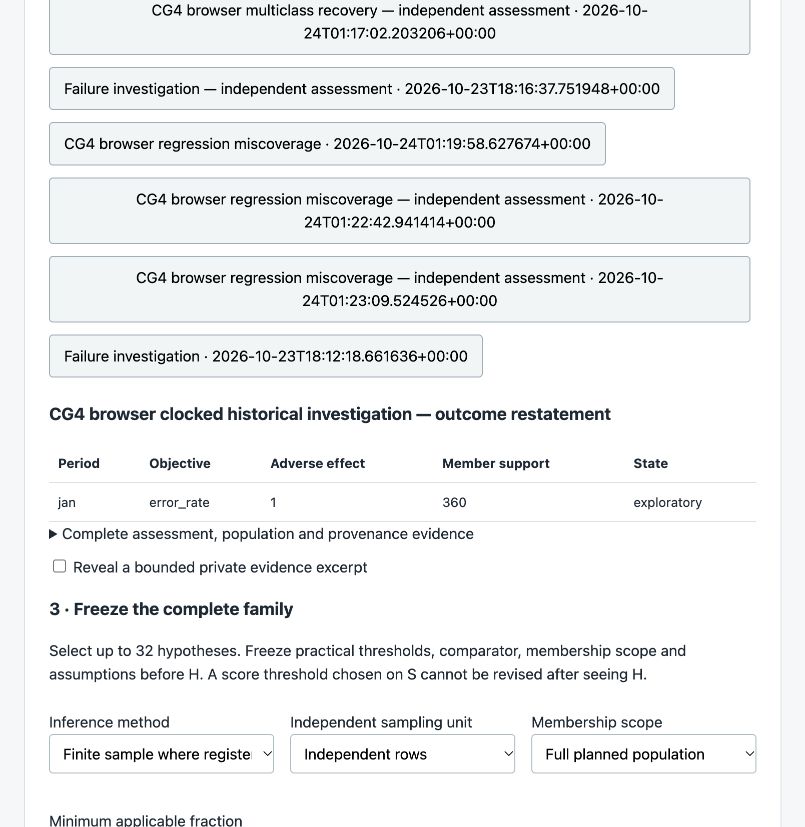 CG4 browser multiclass recovery — independent assessment · 2026-10-
24T01:17:02.203206+00:00
Failure investigation — independent assessment · 2026-10-23T18:16:37.751948+00:00
CG4 browser regression miscoverage · 2026-10-24T01:19:58.627674+00:00
CG4 browser regression miscoverage — independent assessment · 2026-10-
24T01:22:42.941414+00:00
CG4 browser regression miscoverage — independent assessment · 2026-10-
24T01:23:09.524526+00:00
Failure investigation · 2026-10-23T18:12:18.661636+00:00
CG4 browser clocked historical investigation — outcome restatement
Period Objective Adverse effect Member support State
jan error_rate 1 360 exploratory
Complete assessment, population and provenance evidence
Reveal a bounded private evidence excerpt
3 · Freeze the complete family
Select up to 32 hypotheses. Freeze practical thresholds, comparator, membership scope and
assumptions before H. A score threshold chosen on S cannot be revised after seeing H.
Inference method Independent sampling unit Membership scope
Finite sample where registe Independent rows Full planned population
Minimum applicable fraction